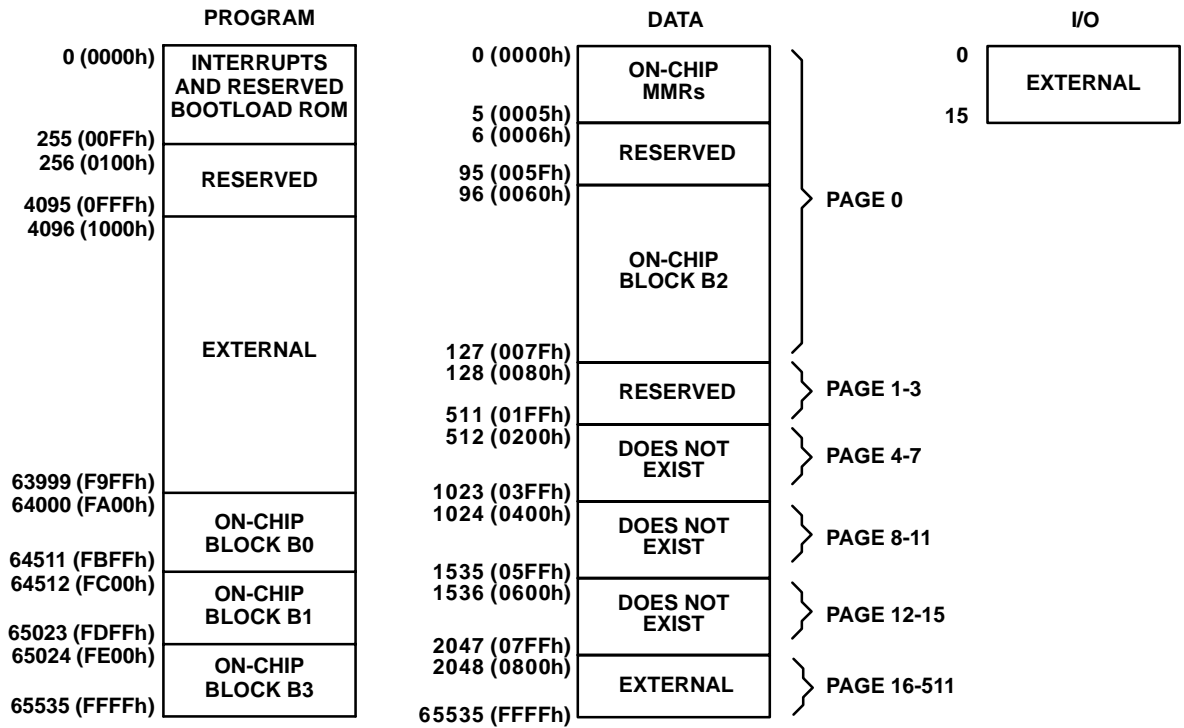 PROGRAM
0 (0000h)
INTERRUPTS
AND RESERVED
BOOTLOAD ROM
255 (00FFh)
256 (0100h)
RESERVED
4095 (0FFFh)
4096 (1000h)
EXTERNAL
63999 (F9FFh)
64000 (FA00h)
ON-CHIP
BLOCK B0
64511 (FBFFh)
64512 (FC00h)
ON-CHIP
BLOCK B1
65023 (FDFFh)
65024 (FE00h)
ON-CHIP
BLOCK B3
65535 (FFFFh)
DATA
0 (0000h)
ON-CHIP
MMRs
5 (0005h)
6 (0006h)
RESERVED
95 (005Fh)
96 (0060h)
PAGE 0
ON-CHIP
BLOCK B2
127 (007Fh)
128 (0080h)
RESERVED
PAGE 1-3
511 (01FFh)
512 (0200h)
DOES NOT
EXIST
PAGE 4-7
1023 (03FFh)
1024 (0400h)
DOES NOT
EXIST
PAGE 8-11
1535 (05FFh)
1536 (0600h)
DOES NOT
EXIST
PAGE 12-15
2047 (07FFh)
2048 (0800h)
EXTERNAL
PAGE 16-511
65535 (FFFFh)
I/O
0
EXTERNAL
15